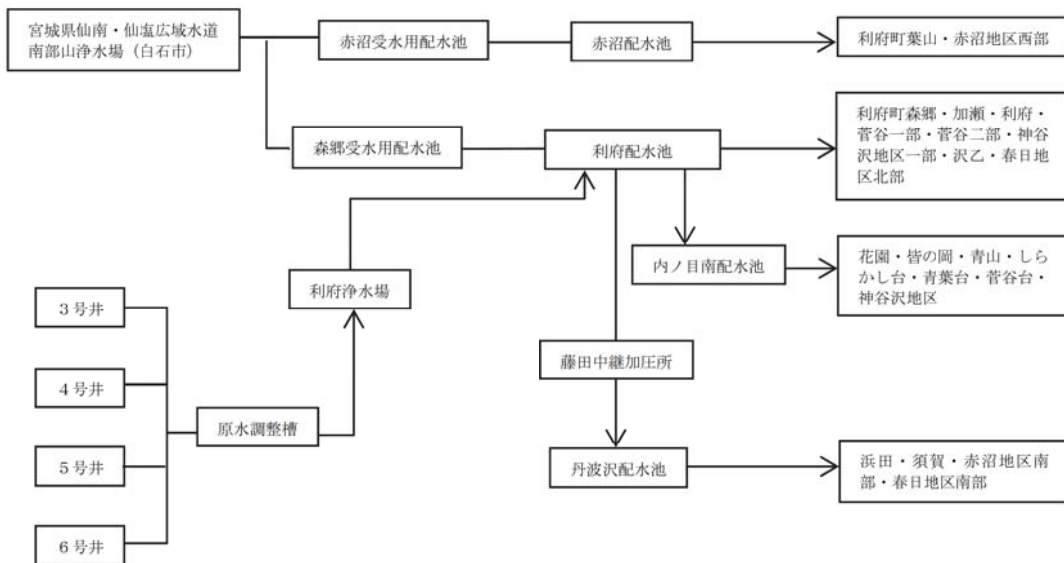 宮城県仙南・仙塩広域水道
南部山浄水場（白石市）
赤沼受水用配水池
赤沼配水池
利府町葉山・赤沼地区西部
森郷受水用配水池
利府配水池
利府町森郷・加瀬・利府・
菅谷一部・菅谷二部・神谷
沢地区一部・沢乙・春日地
区北部
内ノ目南配水池
花園・皆の岡・青山・しら
かし台・青葉台・菅谷台・
神谷沢地区
利府浄水場
3号井
藤田中継加圧所
4号井
原水調整槽
5号井
丹波沢配水池
浜田・須賀・赤沼地区南
部・春日地区南部
6号井